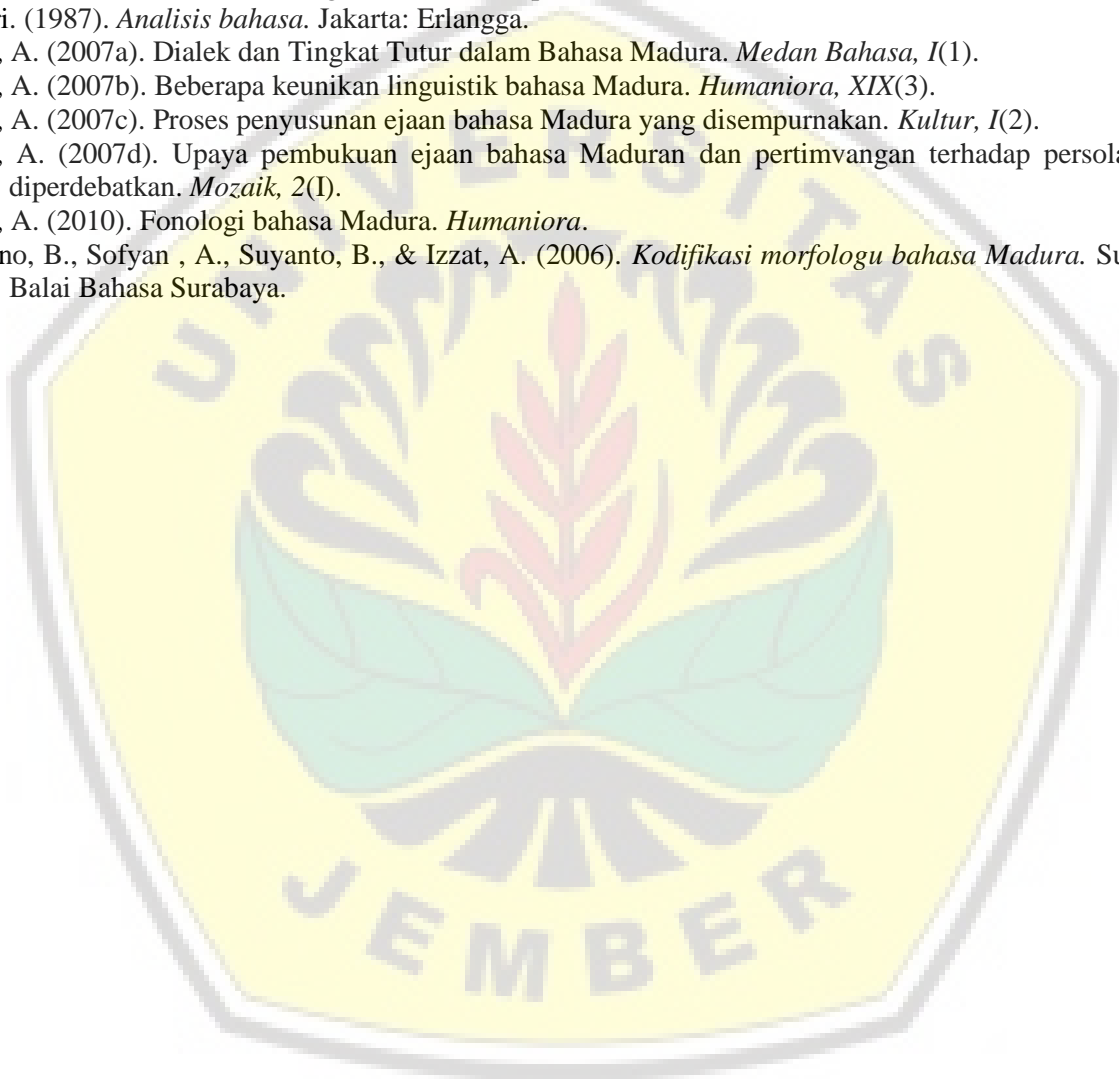 i. (1987). Analisis bahasa. Jakarta: Erlangga.
, A. (2007a). Dialek dan Tingkat Tutur dalam Bahasa Madura. Medan Bahasa, I(1).
, A. (2007b). Beberapa keunikan linguistik bahasa Madura. Humaniora, XIX(3).
, A. (2007c). Proses penyusunan ejaan bahasa Madura yang disempurnakan. Kultur, I(2).
, A. (2007d). Upaya pembukuan ejaan bahasa Maduran dan pertimvangan terhadap persola
diperdebatkan. Mozaik, 2(I).
, A. (2010). Fonologi bahasa Madura. Humaniora.
no, B., Sofyan , A., Suyanto, B., & Izzat, A. (2006). Kodifikasi morfologu bahasa Madura. Su
Balai Bahasa Surabaya.
UNIVERSITAS
JEMBER